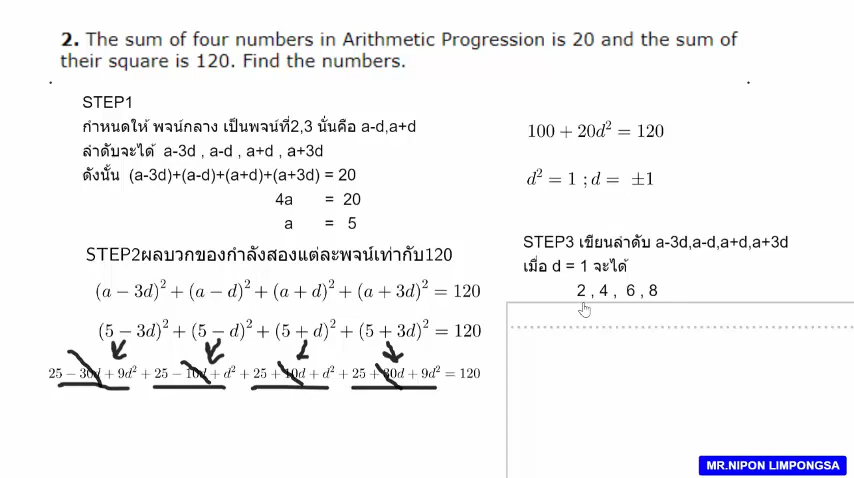 2. The sum of four numbers in Arithmetic Progression is 20 and the sum of
their square is 120. Find the numbers.
STEP1
กำหนดให้ พจน์กลาง เป็นพจน์ที่2,3 นั่นคือ a-d,a+d
ลำดับจะได้ a-3d , a-d , a+d , a+3d
ดังนั้น (a-3d)+(a-d)+(a+d)+(a+3d) = 20
4a = 20
a = 5
STEP2ผลบวกของกำลังสองแต่ละพจน์เท่ากับ120
(a − 3d)² + (a − d)² + (a + d)² + (a + 3d)² = 120
(5 − 3d)² + (5 − d)² + (5 + d)² + (5 + 3d)² = 120
25 − 30d + 9d² + 25 − 10d + d² + 25 + 10d + d² + 25 + 30d + 9d² = 120
100 + 20d² = 120
d² = 1 ; d = ±1
STEP3 เขียนลำดับ a-3d,a-d,a+d,a+3d
เมื่อ d = 1 จะได้
2 , 4 , 6 , 8
MR.NIPON LIMPONGSA